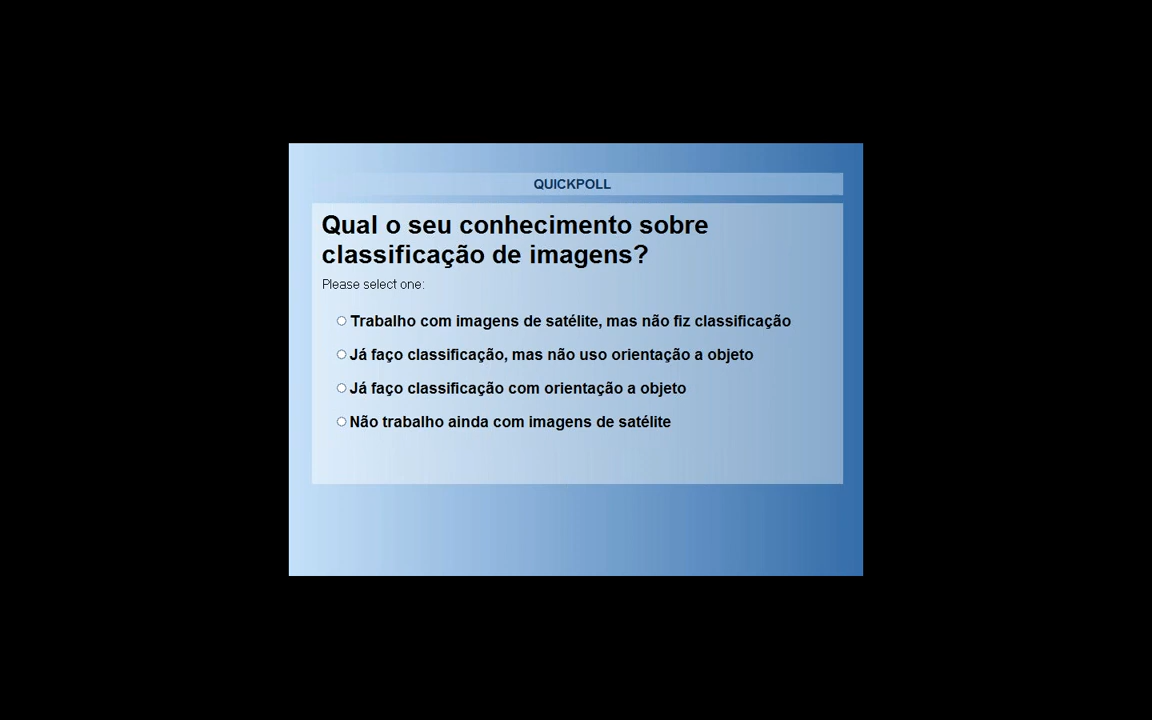 QUICKPOLL
Qual o seu conhecimento sobre
classificação de imagens?
Please select one:
Trabalho com imagens de satélite, mas não fiz classificação
Já faço classificação, mas não uso orientação a objeto
Já faço classificação com orientação a objeto
Não trabalho ainda com imagens de satélite